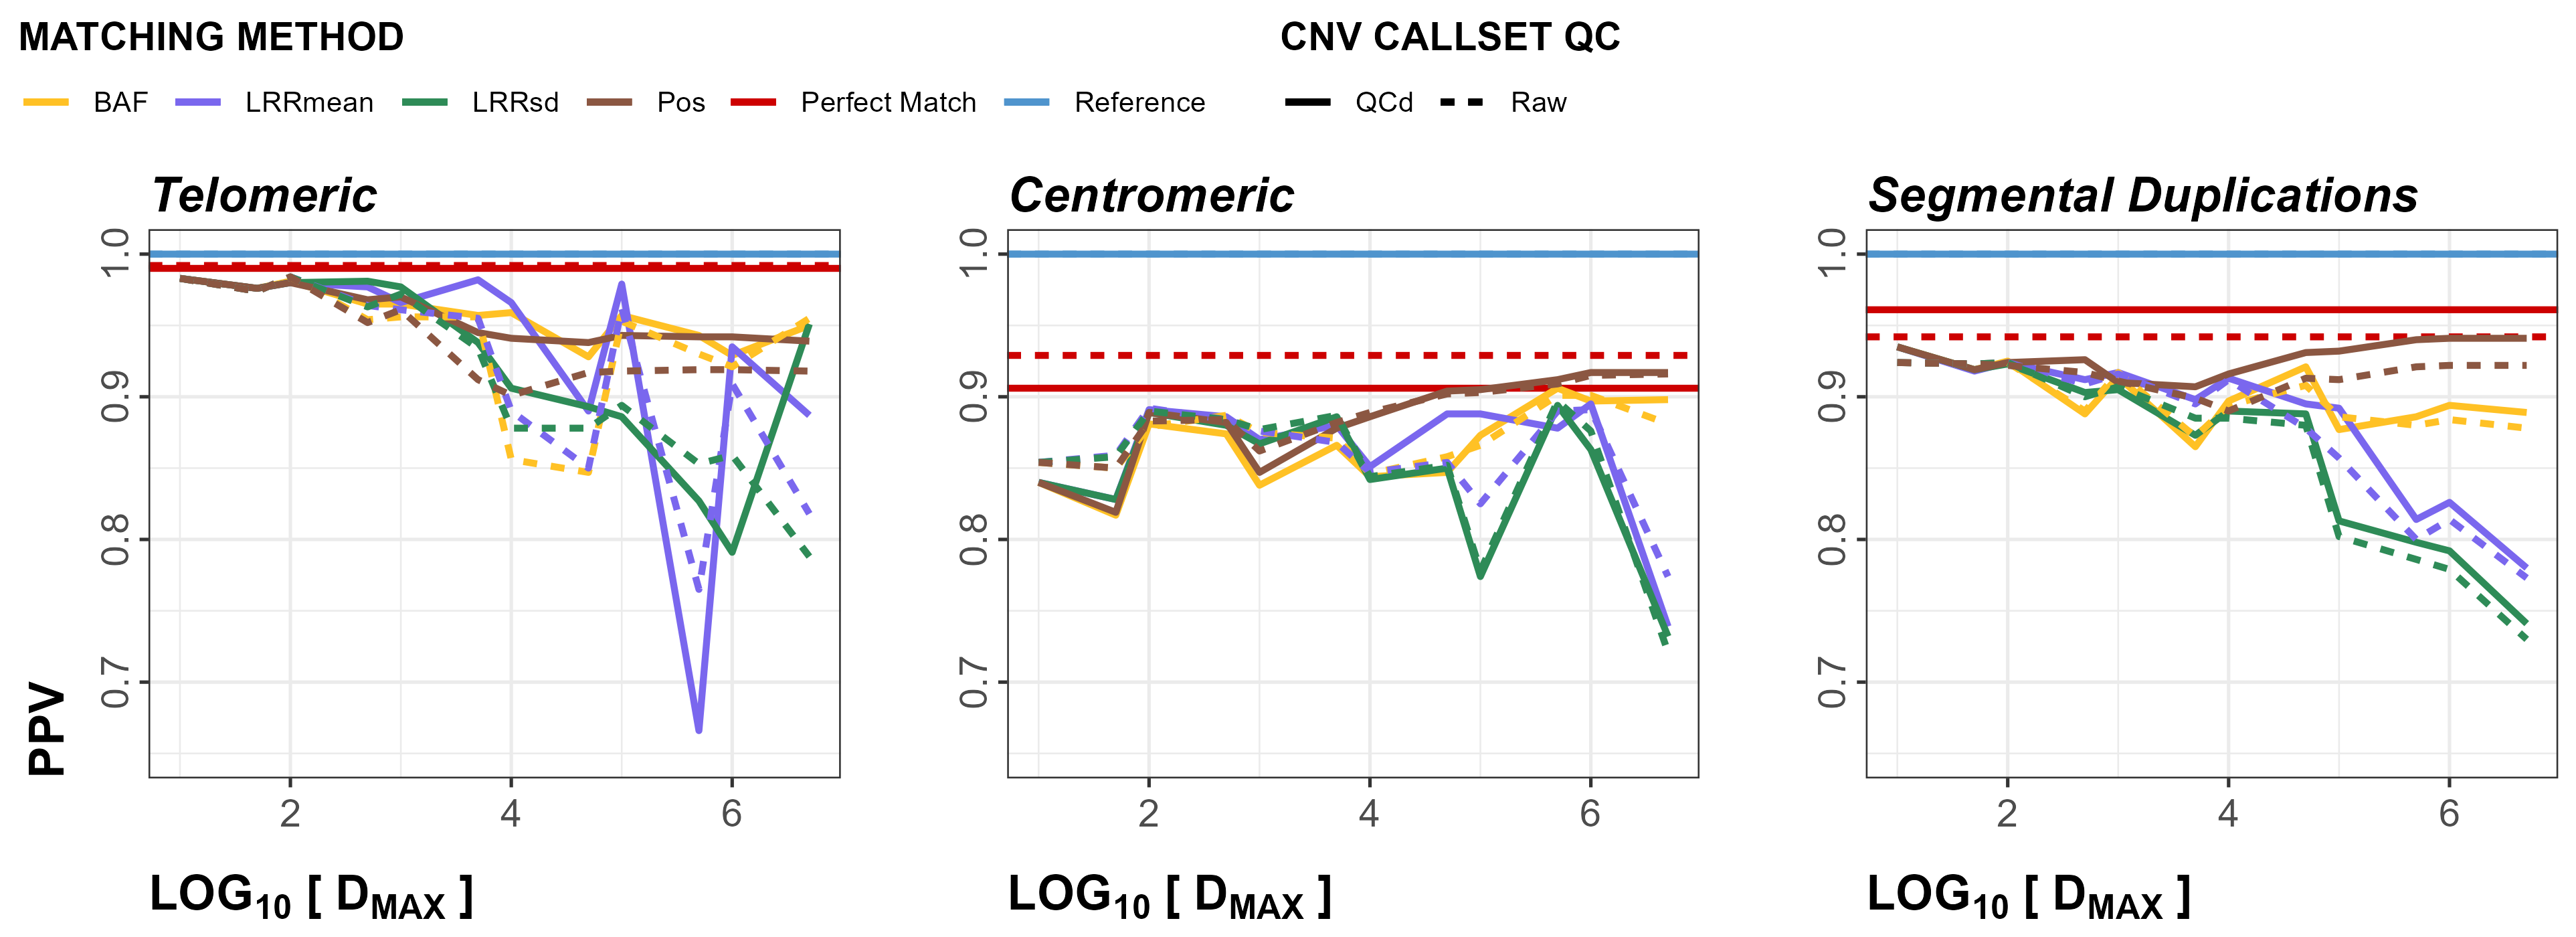 MATCHING METHOD CNV CALLSET QC
BAF LRRmean LRRsd Pos Perfect Match Reference QCd Raw
Telomeric Centromeric Segmental Duplications
1.0 1.0 1.0
0.9 0.9 0.9
0.8 0.8 0.8
0.7 0.7 0.7
PPV
2 4 6 2 4 6 2 4 6
LOG10 [ DMAX ] LOG10 [ DMAX ] LOG10 [ DMAX ]